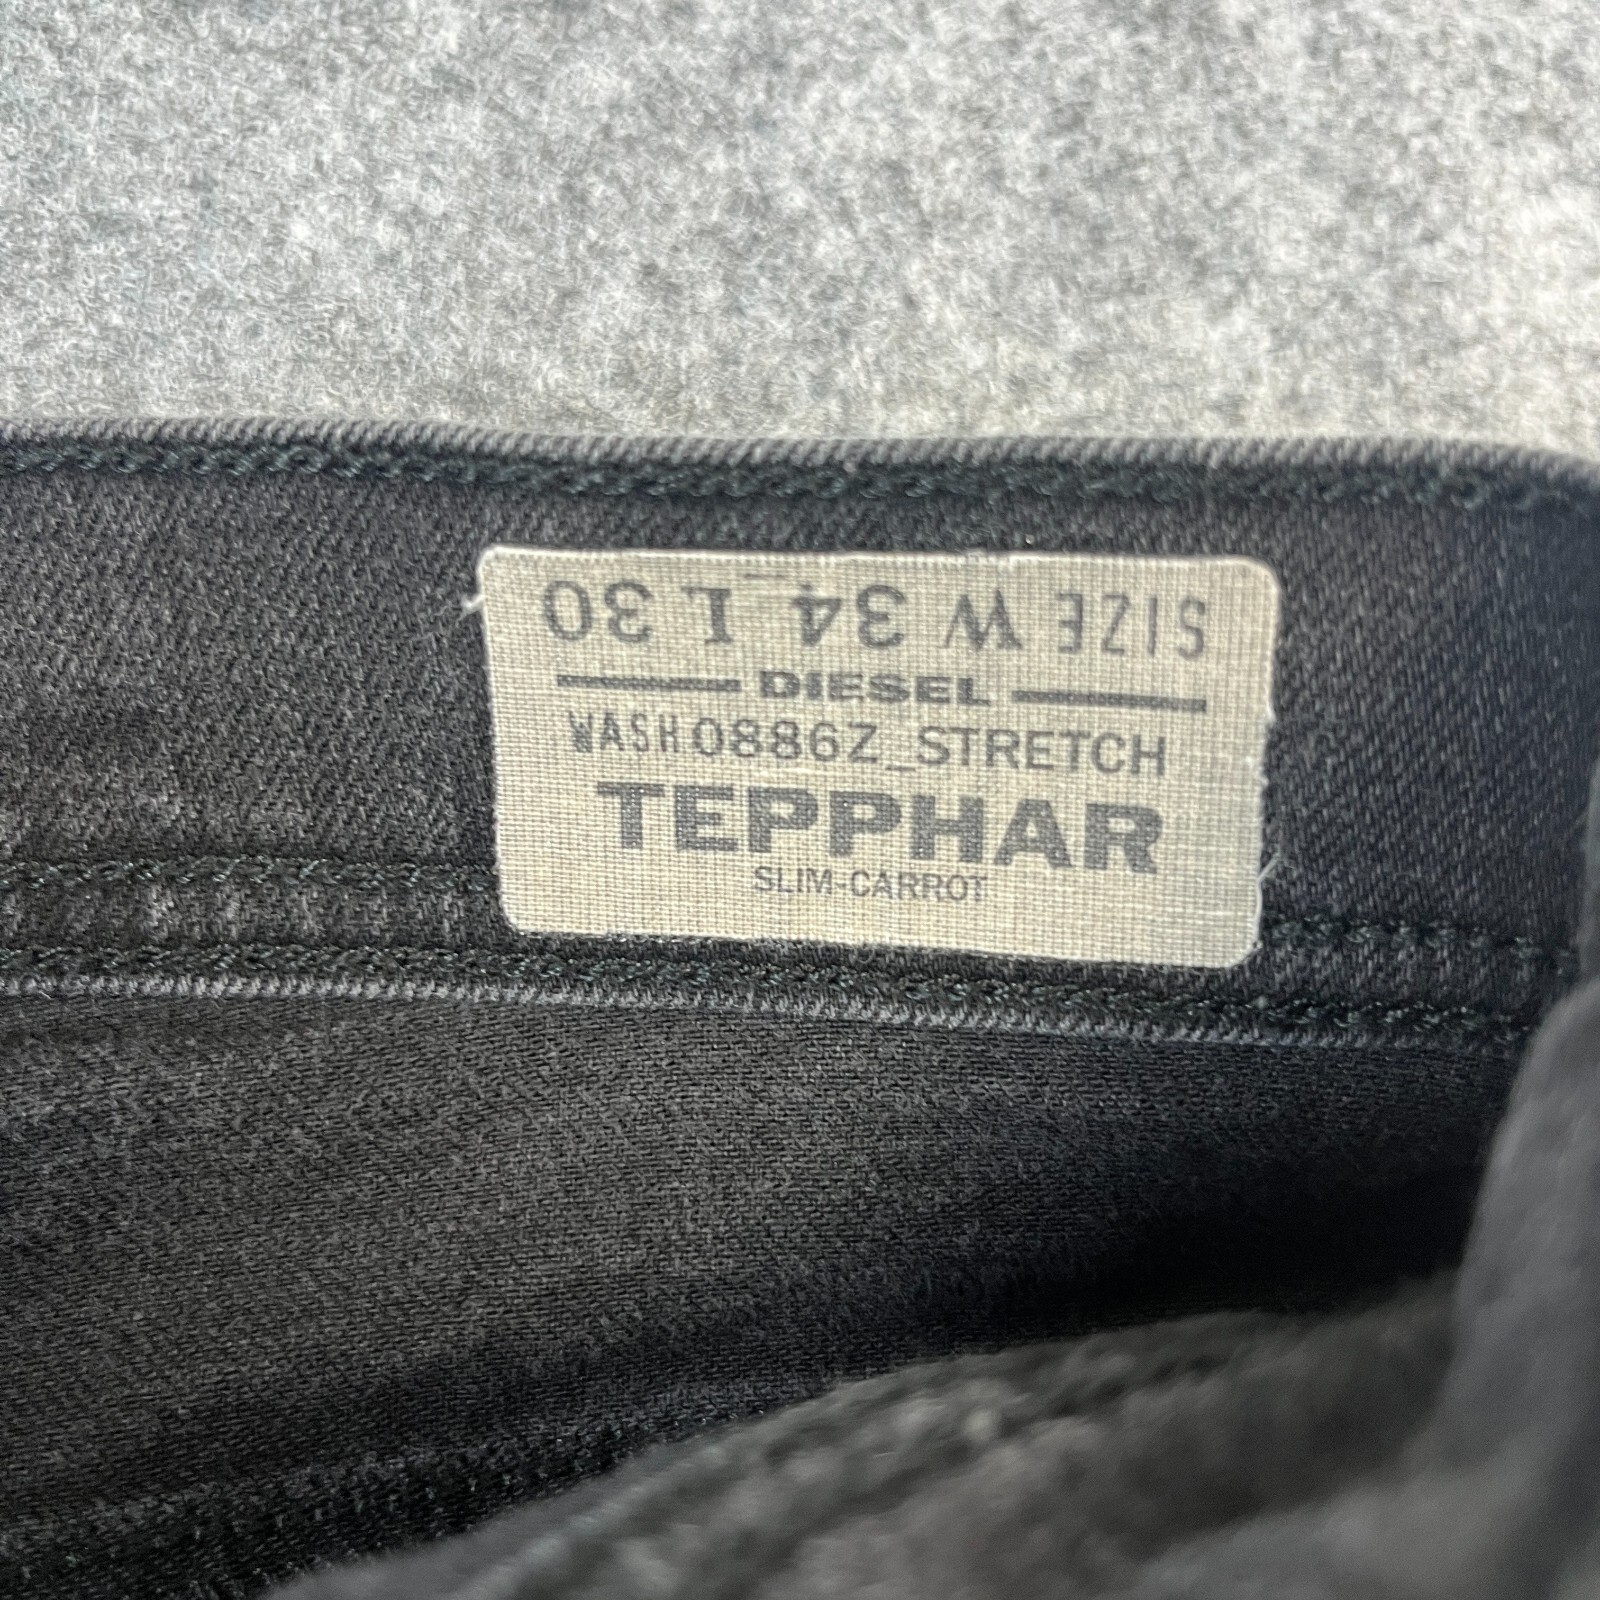 SIZE W 34 L 30
DIESEL
WASH 0886Z_STRETCH
TEPPHAR
SLIM-CARROT